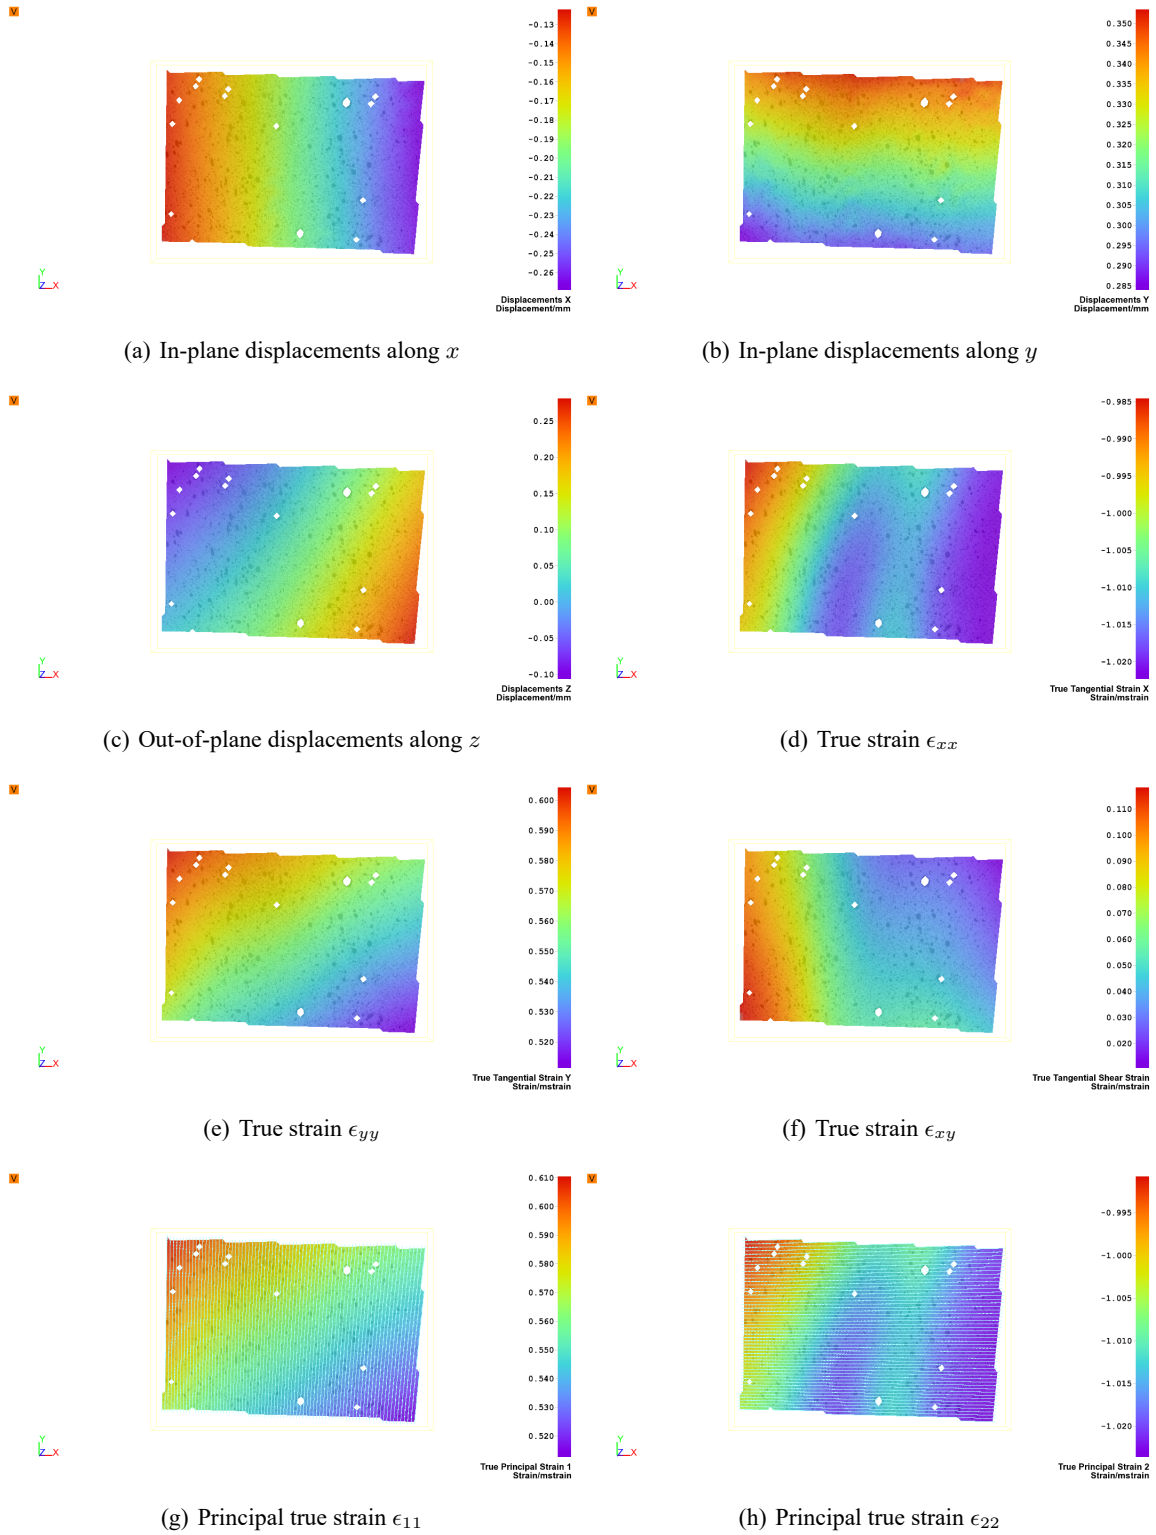 V
-0.13
-0.14
-0.15
-0.16
-0.17
-0.18
-0.19
-0.20
-0.21
-0.22
-0.23
-0.24
-0.25
-0.26
Y
Z X
Displacements X
Displacement/mm
(a) In-plane displacements along x
V
0.350
0.345
0.340
0.335
0.330
0.325
0.320
0.315
0.310
0.305
0.300
0.295
0.290
0.285
Y
Z X
Displacements Y
Displacement/mm
(b) In-plane displacements along y
V
0.25
0.20
0.15
0.10
0.05
0.00
-0.05
-0.10
Y
Z X
Displacements Z
Displacement/mm
(c) Out-of-plane displacements along z
V
-0.985
-0.990
-0.995
-1.000
-1.005
-1.010
-1.015
-1.020
Y
Z X
True Tangential Strain X
Strain/mstrain
(d) True strain ϵxx
V
0.600
0.590
0.580
0.570
0.560
0.550
0.540
0.530
0.520
Y
Z X
True Tangential Strain Y
Strain/mstrain
(e) True strain ϵyy
V
0.110
0.100
0.090
0.080
0.070
0.060
0.050
0.040
0.030
0.020
Y
Z X
True Tangential Shear Strain
Strain/mstrain
(f) True strain ϵxy
V
0.610
0.600
0.590
0.580
0.570
0.560
0.550
0.540
0.530
0.520
Y
Z X
True Principal Strain 1
Strain/mstrain
(g) Principal true strain ϵ11
V
-0.995
-1.000
-1.005
-1.010
-1.015
-1.020
Y
Z X
True Principal Strain 2
Strain/mstrain
(h) Principal true strain ϵ22